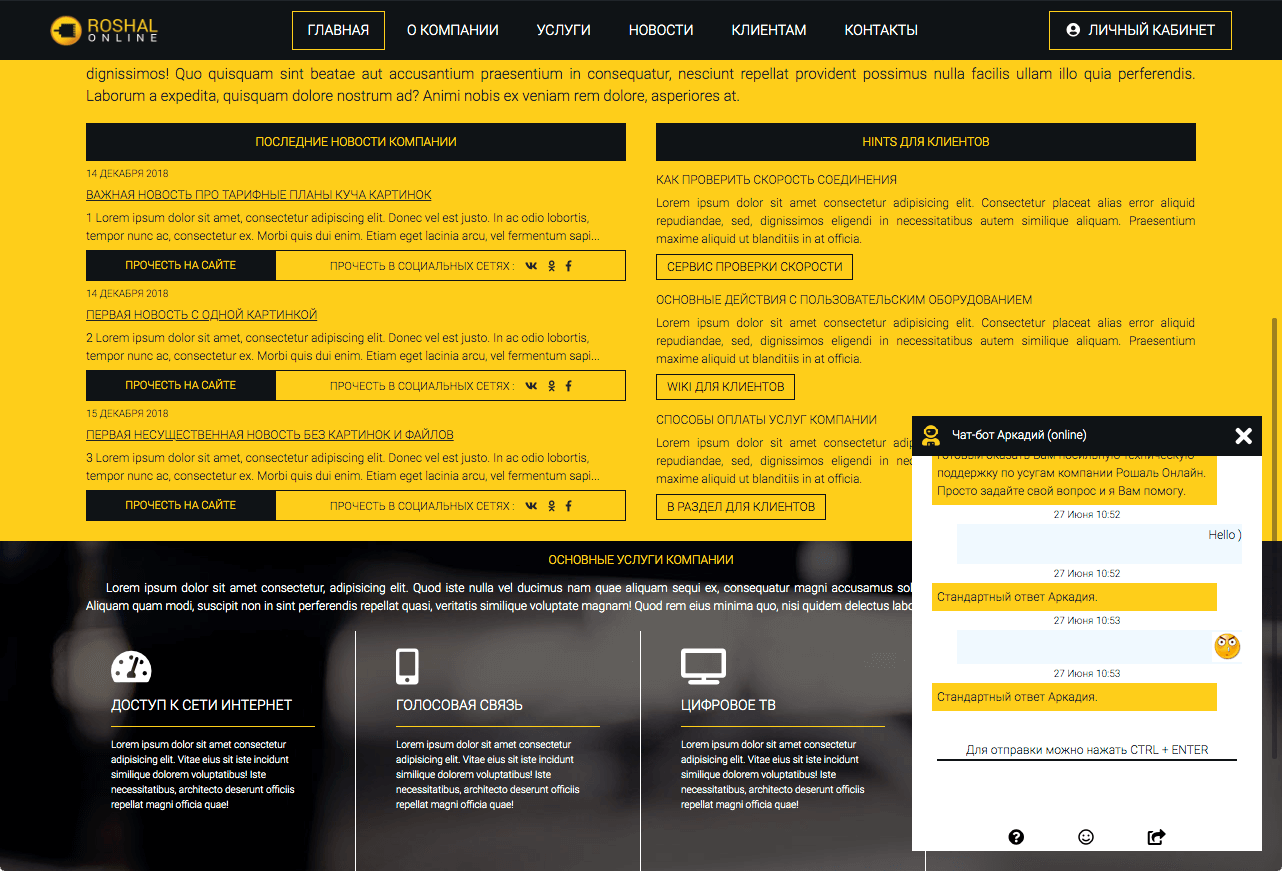 ROSHAL
ONLINE
ГЛАВНАЯ
О КОМПАНИИ
УСЛУГИ
НОВОСТИ
КЛИЕНТАМ
КОНТАКТЫ
ЛИЧНЫЙ КАБИНЕТ
dignissimos! Quo quisquam sint beatae aut accusantium praesentium in consequatur, nesciunt repellat provident possimus nulla facilis ullam illo quia perferendis.
Laborum a expedita, quisquam dolore nostrum ad? Animi nobis ex veniam rem dolore, asperiores at.
ПОСЛЕДНИЕ НОВОСТИ КОМПАНИИ
14 ДЕКАБРЯ 2018
ВАЖНАЯ НОВОСТЬ ПРО ТАРИФНЫЕ ПЛАНЫ КУЧА КАРТИНОК
1 Lorem ipsum dolor sit amet, consectetur adipiscing elit. Donec vel est justo. In ac odio lobortis,
tempor nunc ac, consectetur ex. Morbi quis dui enim. Etiam eget lacinia arcu, vel fermentum sapi...
ПРОЧЕСТЬ НА САЙТЕ
ПРОЧЕСТЬ В СОЦИАЛЬНЫХ СЕТЯХ :
14 ДЕКАБРЯ 2018
ПЕРВАЯ НОВОСТЬ С ОДНОЙ КАРТИНКОЙ
2 Lorem ipsum dolor sit amet, consectetur adipiscing elit. Donec vel est justo. In ac odio lobortis,
tempor nunc ac, consectetur ex. Morbi quis dui enim. Etiam eget lacinia arcu, vel fermentum sapi...
ПРОЧЕСТЬ НА САЙТЕ
ПРОЧЕСТЬ В СОЦИАЛЬНЫХ СЕТЯХ :
15 ДЕКАБРЯ 2018
ПЕРВАЯ НЕСУЩЕСТВЕННАЯ НОВОСТЬ БЕЗ КАРТИНОК И ФАЙЛОВ
3 Lorem ipsum dolor sit amet, consectetur adipiscing elit. Donec vel est justo. In ac odio lobortis,
tempor nunc ac, consectetur ex. Morbi quis dui enim. Etiam eget lacinia arcu, vel fermentum sapi...
ПРОЧЕСТЬ НА САЙТЕ
ПРОЧЕСТЬ В СОЦИАЛЬНЫХ СЕТЯХ :
HINTS ДЛЯ КЛИЕНТОВ
КАК ПРОВЕРИТЬ СКОРОСТЬ СОЕДИНЕНИЯ
Lorem ipsum dolor sit amet consectetur adipisicing elit. Consectetur placeat alias error aliquid
repudiandae, sed, dignissimos eligendi in necessitatibus autem similique aliquam. Praesentium
maxime aliquid ut blanditiis in at officia.
СЕРВИС ПРОВЕРКИ СКОРОСТИ
ОСНОВНЫЕ ДЕЙСТВИЯ С ПОЛЬЗОВАТЕЛЬСКИМ ОБОРУДОВАНИЕМ
Lorem ipsum dolor sit amet consectetur adipisicing elit. Consectetur placeat alias error aliquid
repudiandae, sed, dignissimos eligendi in necessitatibus autem similique aliquam. Praesentium
maxime aliquid ut blanditiis in at officia.
WIKI ДЛЯ КЛИЕНТОВ
СПОСОБЫ ОПЛАТЫ УСЛУГ КОМПАНИИ
Lorem ipsum dolor sit amet consectetur
repudiandae, sed, dignissimos eligendi in
maxime aliquid ut blanditiis in at officia.
В РАЗДЕЛ ДЛЯ КЛИЕНТОВ
ОСНОВНЫЕ УСЛУГИ КОМПАНИИ
Lorem ipsum dolor sit amet consectetur, adipisicing elit. Quod iste nulla vel ducimus nam quae aliquam sequi ex, consequatur magni accusamus
Aliquam quam modi, suscipit non in sint perferendis repellat quasi, veritatis similique voluptate magnam! Quod rem eius minima quo, nisi quidem delectus
ДОСТУП К СЕТИ ИНТЕРНЕТ
Lorem ipsum dolor sit amet consectetur
adipisicing elit. Vitae eius sit iste incidunt
similique dolorem voluptatibus! Iste
necessitatibus, architecto deserunt officiis
repellat magni officia quae!
ГОЛОСОВАЯ СВЯЗЬ
Lorem ipsum dolor sit amet consectetur
adipisicing elit. Vitae eius sit iste incidunt
similique dolorem voluptatibus! Iste
necessitatibus, architecto deserunt officiis
repellat magni officia quae!
ЦИФРОВОЕ ТВ
Lorem ipsum dolor sit amet consectetur
adipisicing elit. Vitae eius sit iste incidunt
similique dolorem voluptatibus! Iste
necessitatibus, architecto deserunt officiis
repellat magni officia quae!
Чат-бот Аркадий (online)
готовый оказать Вам посильную техническую
поддержку по усугам компании Рошаль Онлайн.
Просто задайте свой вопрос и я Вам помогу.
27 Июня 10:52
Hello )
27 Июня 10:52
Стандартный ответ Аркадия.
27 Июня 10:53
27 Июня 10:53
Стандартный ответ Аркадия.
Для отправки можно нажать CTRL + ENTER